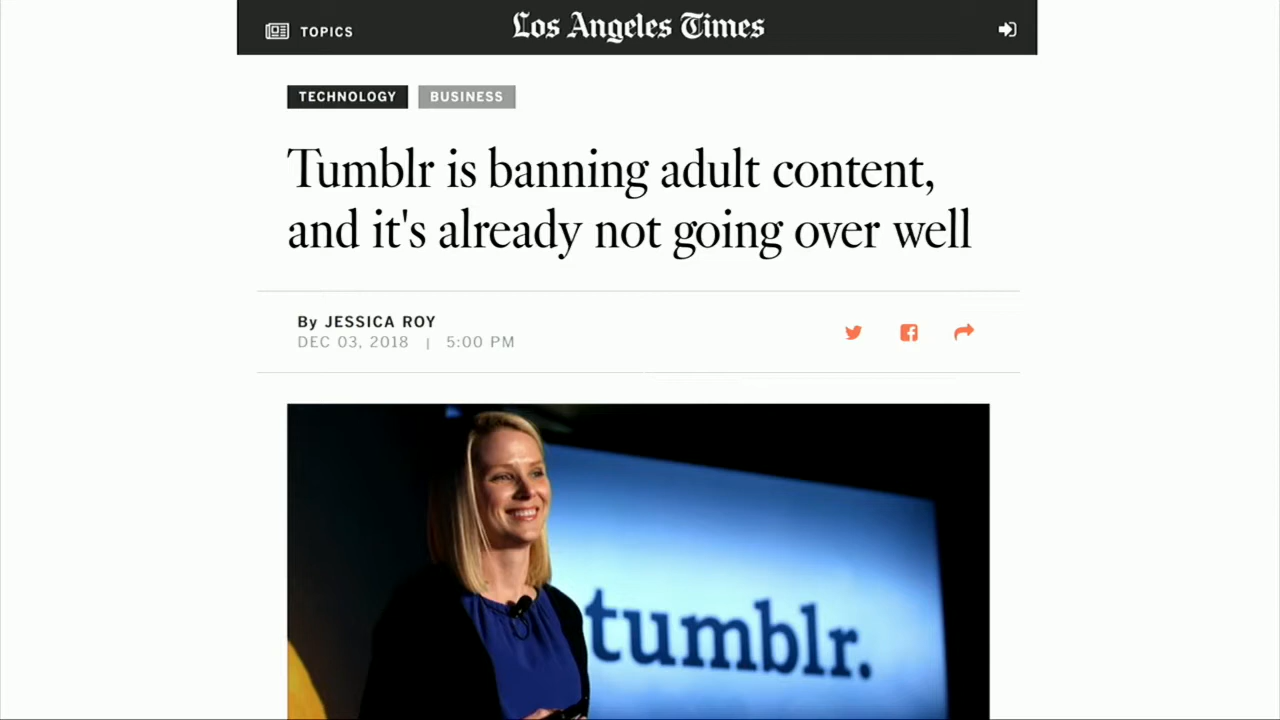 TOPICS
Los Angeles Times
TECHNOLOGY BUSINESS
Tumblr is banning adult content,
and it's already not going over well
By JESSICA ROY
DEC 03, 2018 | 5:00 PM
tumblr.